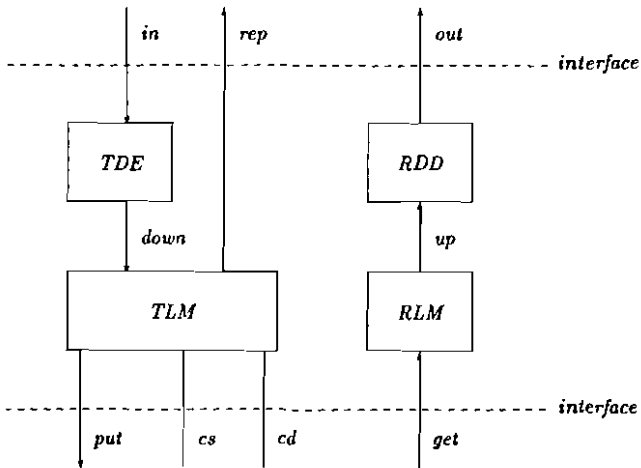 in rep out
interface
TDE RDD
down up
TLM RLM
interface
put cs cd get